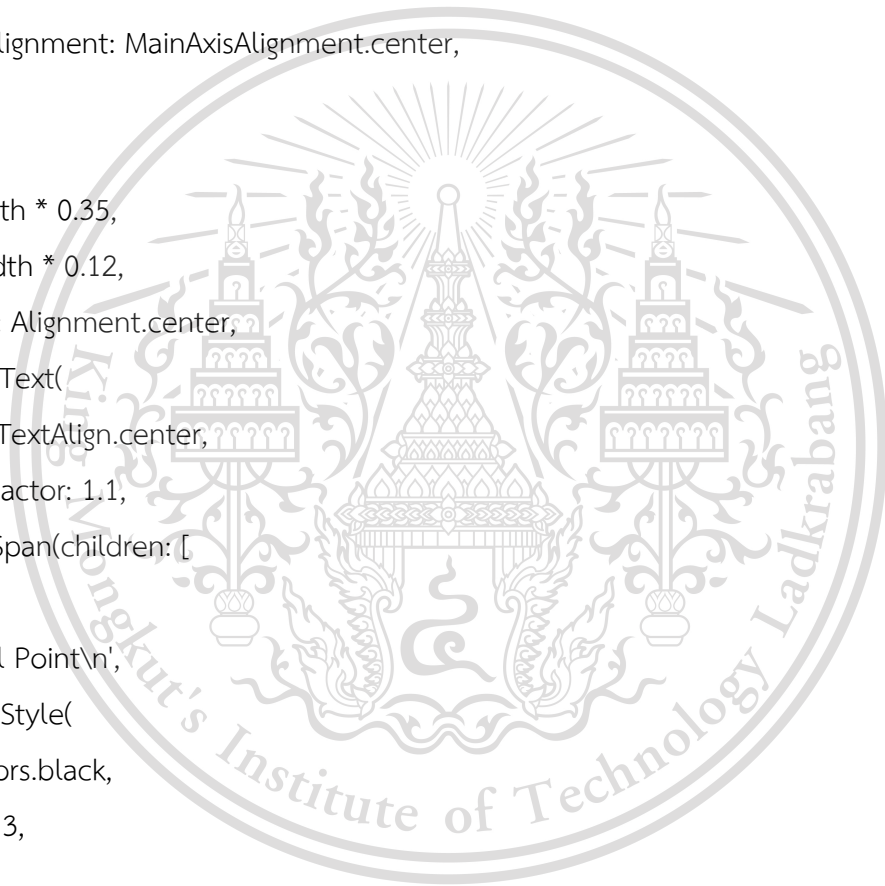 lignment: MainAxisAlignment.center,
th * 0.35,
dth * 0.12,
: Alignment.center,
Text(
TextAlign.center,
actor: 1.1,
Span(children: [
l Point\n',
Style(
ors.black,
3,
King Mongkut's Institute of Technology Ladkrabang